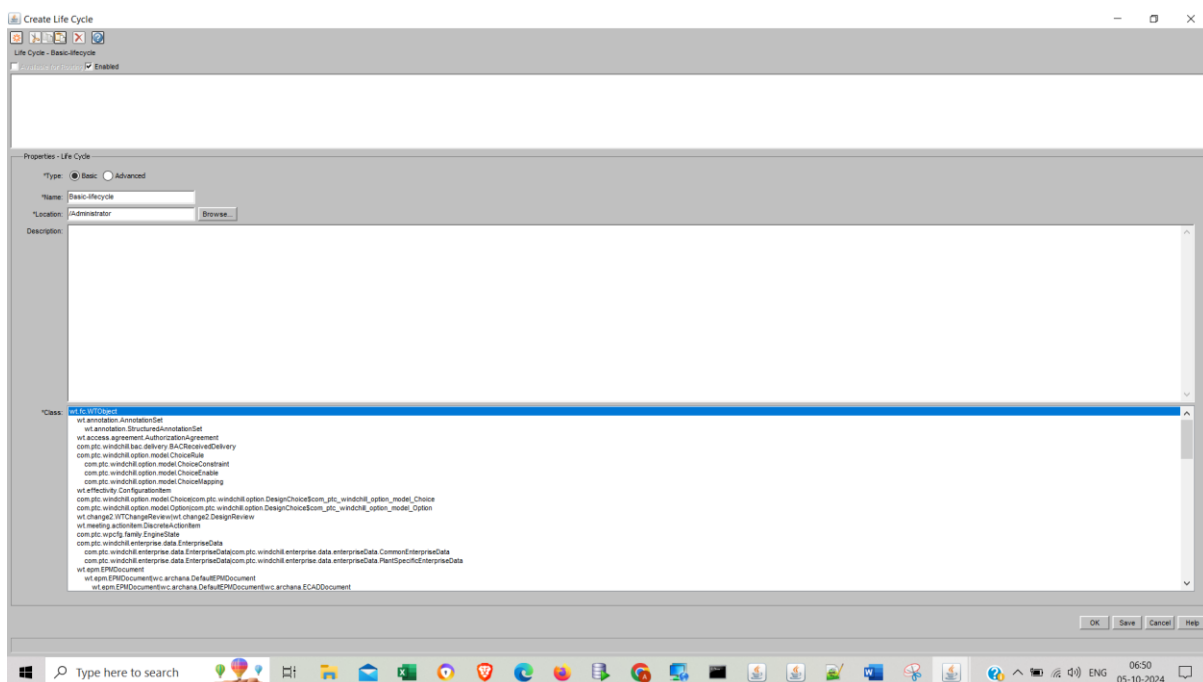 Create Life Cycle
Life Cycle - Basic-lifecycle
Enabled
Properties - Life Cycle
*Type: Basic Advanced
*Name: Basic-lifecycle
*Location: /Administrator Browse...
Description:
*Class: wt.fc.WTObject
wt.annotation.AnnotationSet
wt.annotation.StructuredAnnotationSet
wt.access.agreement.AuthorizationAgreement
com.ptc.windchill.bac.delivery.BACReceivedDelivery
com.ptc.windchill.option.model.ChoiceRule
com.ptc.windchill.option.model.ChoiceConstraint
com.ptc.windchill.option.model.ChoiceEnable
com.ptc.windchill.option.model.ChoiceMapping
wt.effectivity.ConfigurationItem
com.ptc.windchill.option.model.Choice|com.ptc.windchill.option.DesignChoice$com_ptc_windchill_option_model_Choice
com.ptc.windchill.option.model.Option|com.ptc.windchill.option.DesignChoice$com_ptc_windchill_option_model_Option
wt.change2.WTChangeReview|wt.change2.DesignReview
wt.meeting.actionitem.DiscreteActionItem
com.ptc.wpcfg.family.EngineState
com.ptc.windchill.enterprise.data.EnterpriseData
com.ptc.windchill.enterprise.data.EnterpriseData|com.ptc.windchill.enterprise.data.enterpriseData.CommonEnterpriseData
com.ptc.windchill.enterprise.data.EnterpriseData|com.ptc.windchill.enterprise.data.enterpriseData.PlantSpecificEnterpriseData
wt.epm.EPMDocument
wt.epm.EPMDocument|wc.archana.DefaultEPMDocument
wt.epm.EPMDocument|wc.archana.DefaultEPMDocument|wc.archana.ECADDocument
OK Save Cancel Help
Type here to search
ENG
06:50
05-10-2024